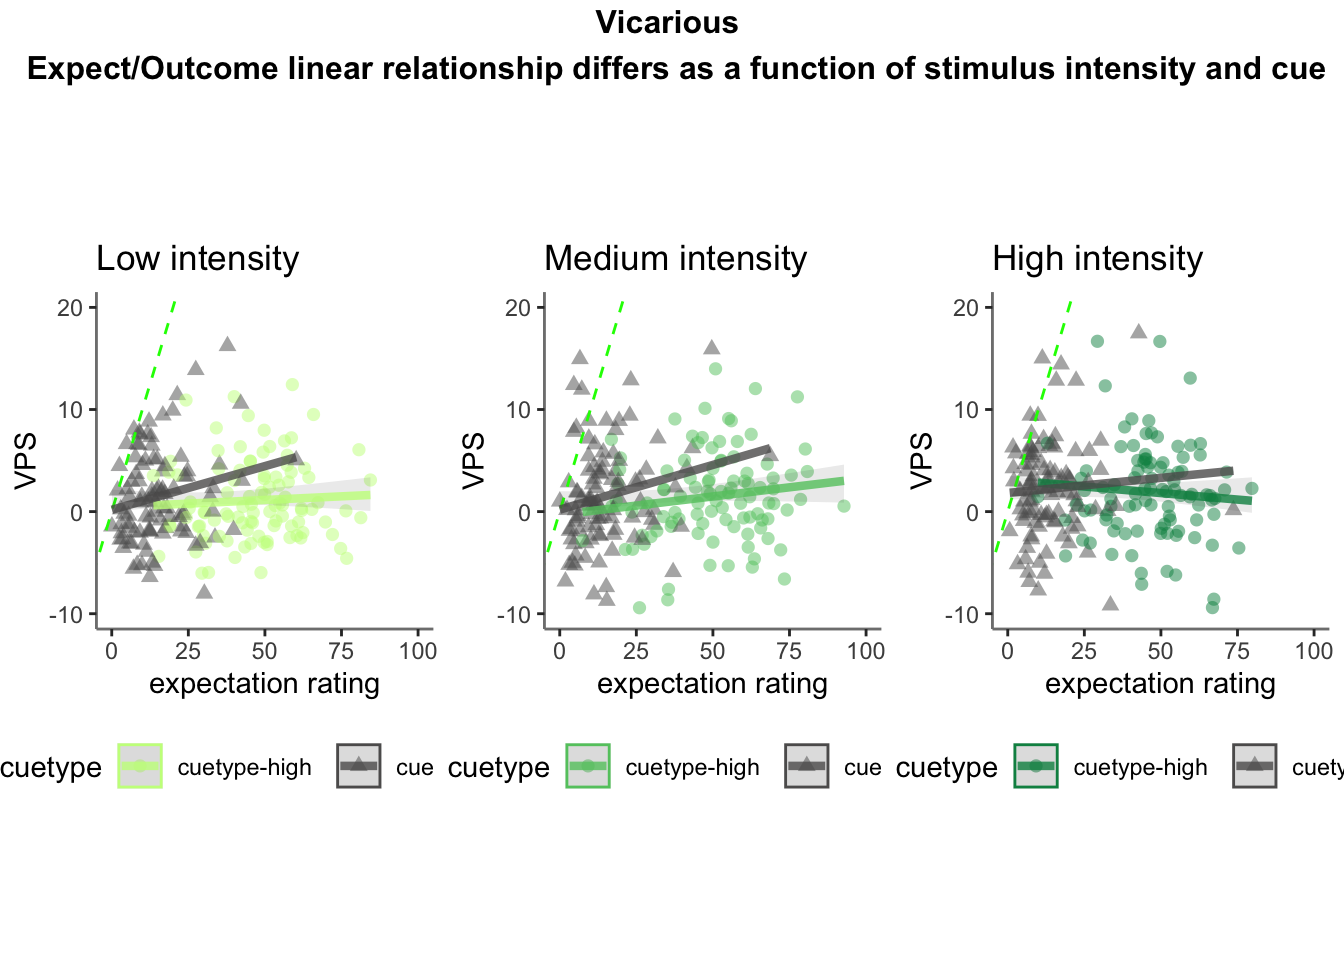 Vicarious
Expect/Outcome linear relationship differs as a function of stimulus intensity and cue
Low intensity
20
10
0
-10
VPS
0 25 50 75 100
expectation rating
cuetype cuetype-high cue
Medium intensity
20
10
0
-10
VPS
0 25 50 75 100
expectation rating
cuetype cuetype-high cue
High intensity
20
10
0
-10
VPS
0 25 50 75 100
expectation rating
cuetype cuetype-high cuety